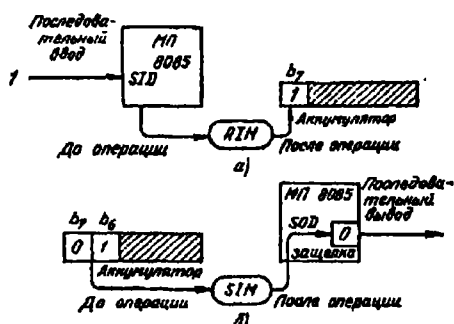 Последова-
тельный
ввод
1
МП
8085
SID
b7
1
Аккумулятор
RIM
До операции
После операции
а)
b7 b6
0 1
Аккумулятор
До операции
SIM
МП 8085
SOD
0
защелка
Последова-
тельный
вывод
После операции
б)